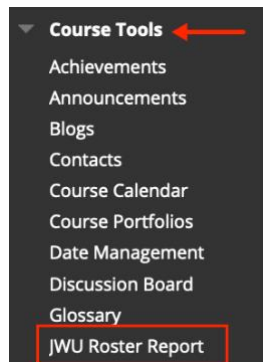 Course Tools
Achievements
Announcements
Blogs
Contacts
Course Calendar
Course Portfolios
Date Management
Discussion Board
Glossary
JWU Roster Report